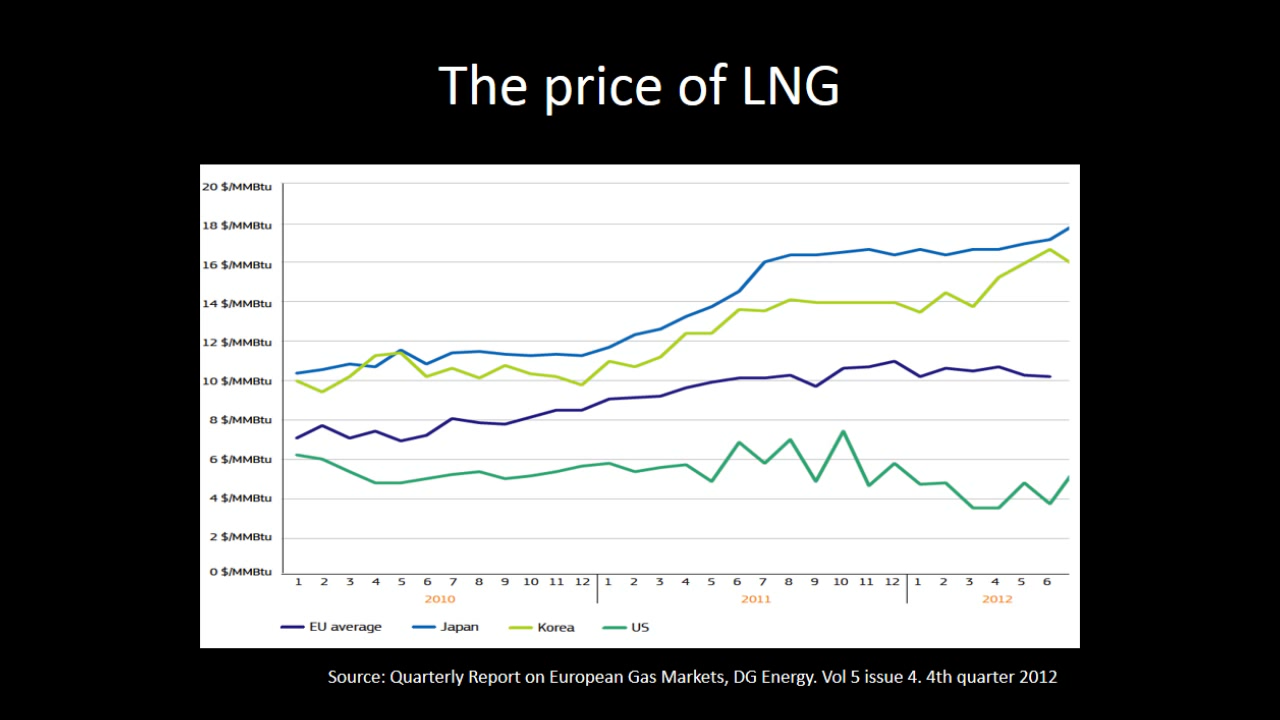 The price of LNG
20 $/MMBtu
18 $/MMBtu
16 $/MMBtu
14 $/MMBtu
12 $/MMBtu
10 $/MMBtu
8 $/MMBtu
6 $/MMBtu
4 $/MMBtu
2 $/MMBtu
0 $/MMBtu
1 2 3 4 5 6 7 8 9 10 11 12 1 2 3 4 5 6 7 8 9 10 11 12 1 2 3 4 5 6
2010 2011 2012
EU average Japan Korea US
Source: Quarterly Report on European Gas Markets, DG Energy. Vol 5 issue 4. 4th quarter 2012